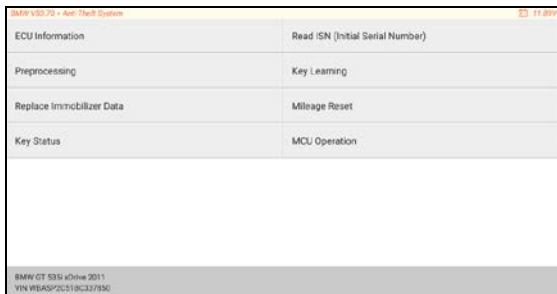 BMW V50.70 > Anti-Theft System
ECU Information
Read ISN (Initial Serial Number)
Preprocessing
Key Learning
Replace Immobilizer Data
Mileage Reset
Key Status
MCU Operation
BMW GT 535i xDrive 2011
VIN